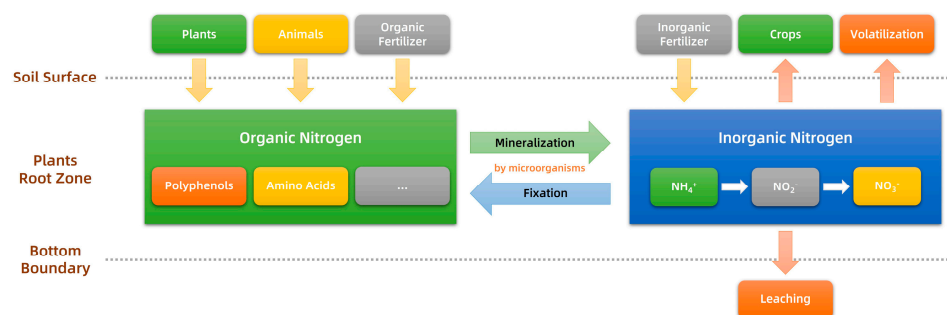 Plants
Animals
Organic
Fertilizer
Inorganic
Fertilizer
Crops
Volatilization
Soil Surface
Organic Nitrogen
Mineralization
Inorganic Nitrogen
Plants
Root Zone
by microorganisms
Polyphenols
Amino Acids
...
Fixation
NH₄⁺
NO₂⁻
NO₃⁻
Bottom
Boundary
Leaching